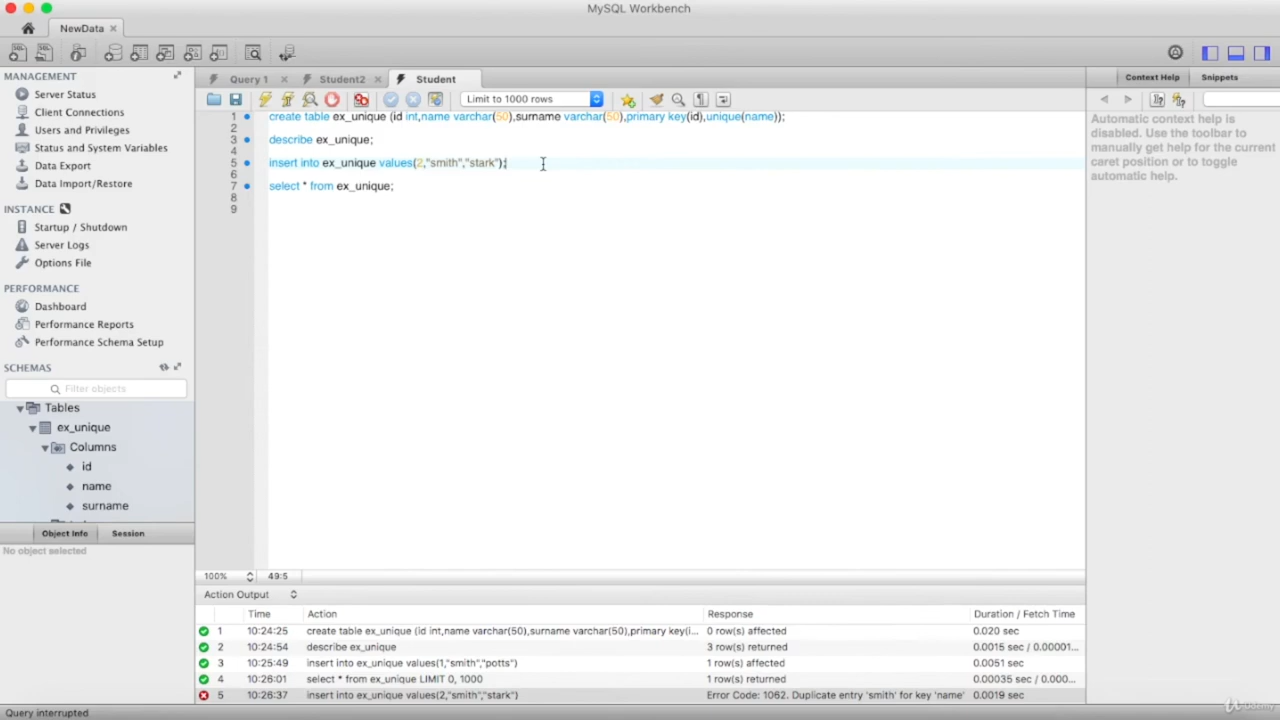 MySQL Workbench
NewData
MANAGEMENT
Server Status
Client Connections
Users and Privileges
Status and System Variables
Data Export
Data Import/Restore
INSTANCE
Startup / Shutdown
Server Logs
Options File
PERFORMANCE
Dashboard
Performance Reports
Performance Schema Setup
SCHEMAS
Filter objects
Tables
ex_unique
Columns
id
name
surname
Object Info Session
No object selected
Query 1 Student2 Student
Limit to 1000 rows
1 create table ex_unique (id int,name varchar(50),surname varchar(50),primary key(id),unique(name));
2
3 describe ex_unique;
4
5 insert into ex_unique values(2,"smith","stark");
6
7 select * from ex_unique;
8
9
100% 49:5
Action Output
Time Action Response Duration / Fetch Time
1 10:24:25 create table ex_unique (id int,name varchar(50),surname varchar(50),primary key(i... 0 row(s) affected 0.020 sec
2 10:24:54 describe ex_unique 3 row(s) returned 0.0015 sec / 0.00001...
3 10:25:49 insert into ex_unique values(1,"smith","potts") 1 row(s) affected 0.0051 sec
4 10:26:01 select * from ex_unique LIMIT 0, 1000 1 row(s) returned 0.00035 sec / 0.000...
5 10:26:37 insert into ex_unique values(2,"smith","stark") Error Code: 1062. Duplicate entry 'smith' for key 'name' 0.0019 sec
Context Help Snippets
Automatic context help is
disabled. Use the toolbar to
manually get help for the current
caret position or to toggle
automatic help.
Query interrupted
Udemy